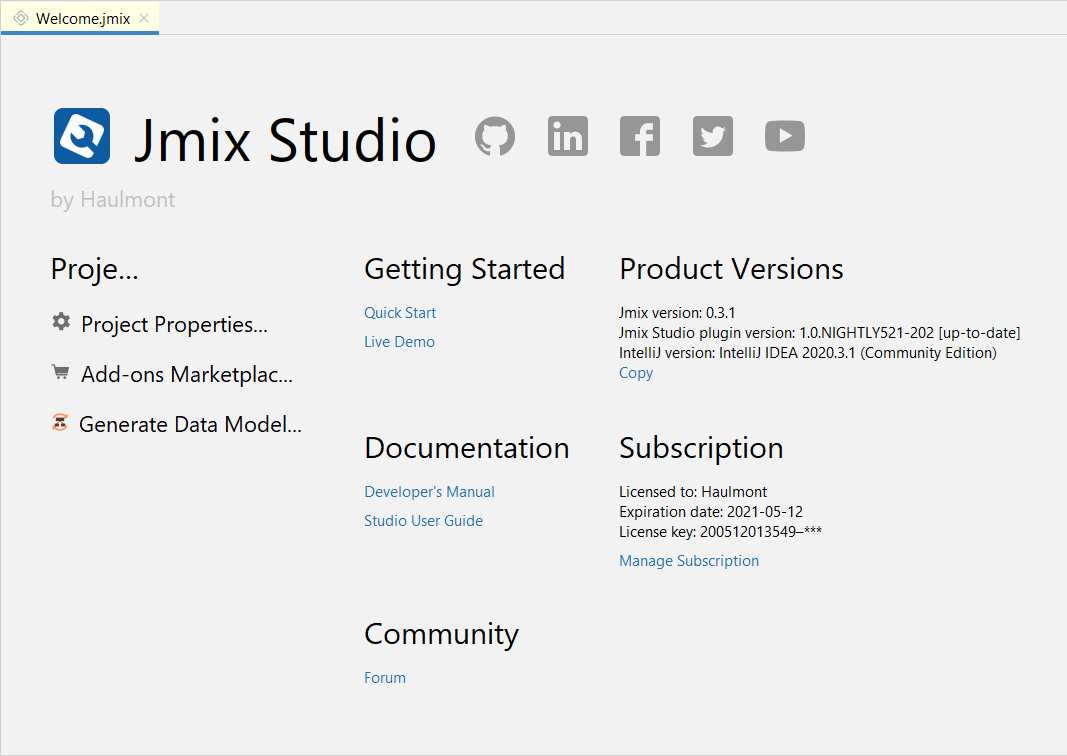 Welcome.jmix
Jmix Studio
by Haulmont
Proje...
Project Properties...
Add-ons Marketplac...
Generate Data Model...
Getting Started
Quick Start
Live Demo
Documentation
Developer's Manual
Studio User Guide
Community
Forum
Product Versions
Jmix version: 0.3.1
Jmix Studio plugin version: 1.0.NIGHTLY521-202 [up-to-date]
IntelliJ version: IntelliJ IDEA 2020.3.1 (Community Edition)
Copy
Subscription
Licensed to: Haulmont
Expiration date: 2021-05-12
License key: 200512013549–***
Manage Subscription